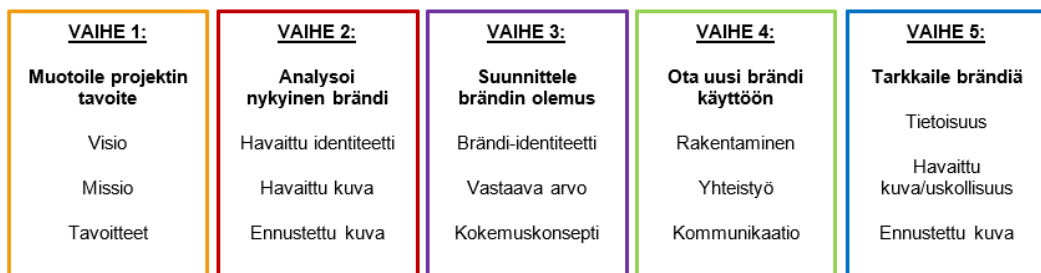 VAIHE 1:
Muotoile projektin
tavoite
Visio
Missio
Tavoitteet
VAIHE 2:
Analysoi
nykyinen brändi
Havaittu identiteetti
Havaittu kuva
Ennustettu kuva
VAIHE 3:
Suunnittele
brändin olemus
Brändi-identiteetti
Vastaava arvo
Kokemuskonsepti
VAIHE 4:
Ota uusi brändi
käyttöön
Rakentaminen
Yhteistyö
Kommunikaatio
VAIHE 5:
Tarkkaile brändiä
Tietoisuus
Havaittu
kuva/uskollisuus
Ennustettu kuva